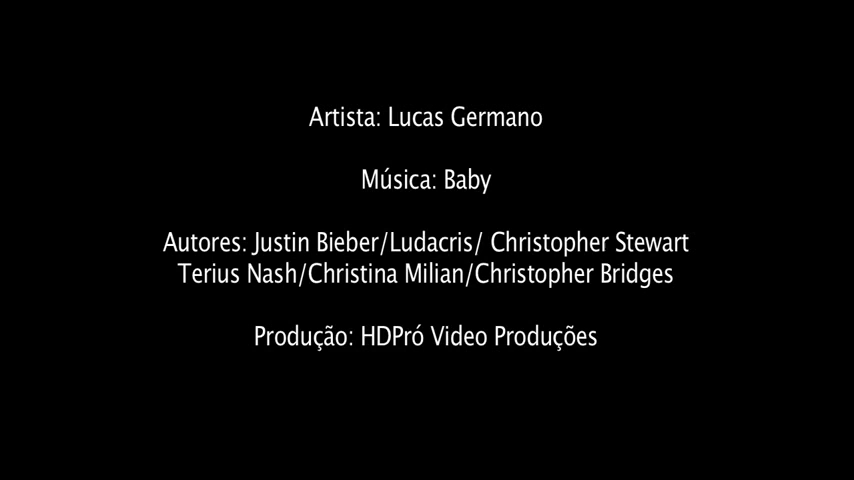 Artista: Lucas Germano
Música: Baby
Autores: Justin Bieber/Ludacris/ Christopher Stewart
Terius Nash/Christina Milian/Christopher Bridges
Produção: HDPró Video Produções